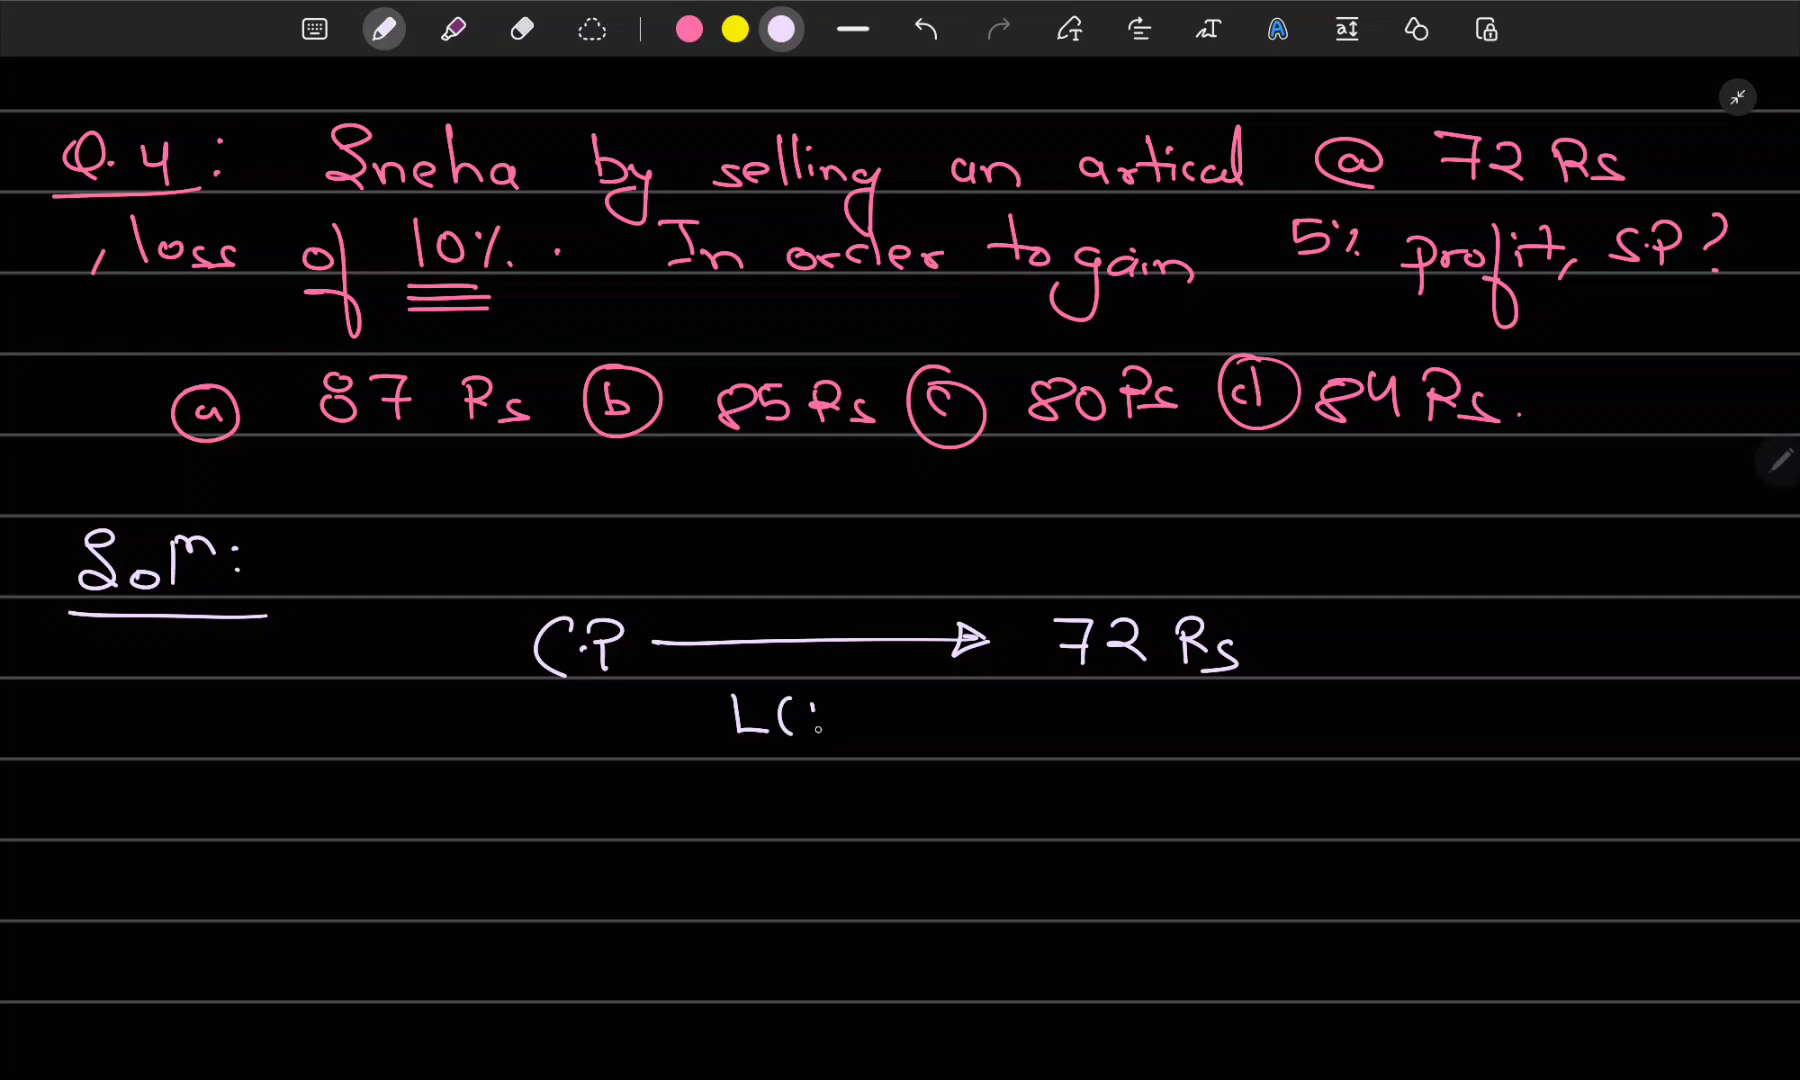 Q.4: Sneha by selling an artical @ 72 Rs
, loss of 10%. In order to gain 5% profit, S.P?
a 87 Rs b 85 Rs c 80 Rs d 84 Rs.
Soln:
C.P → 72 Rs
L(: